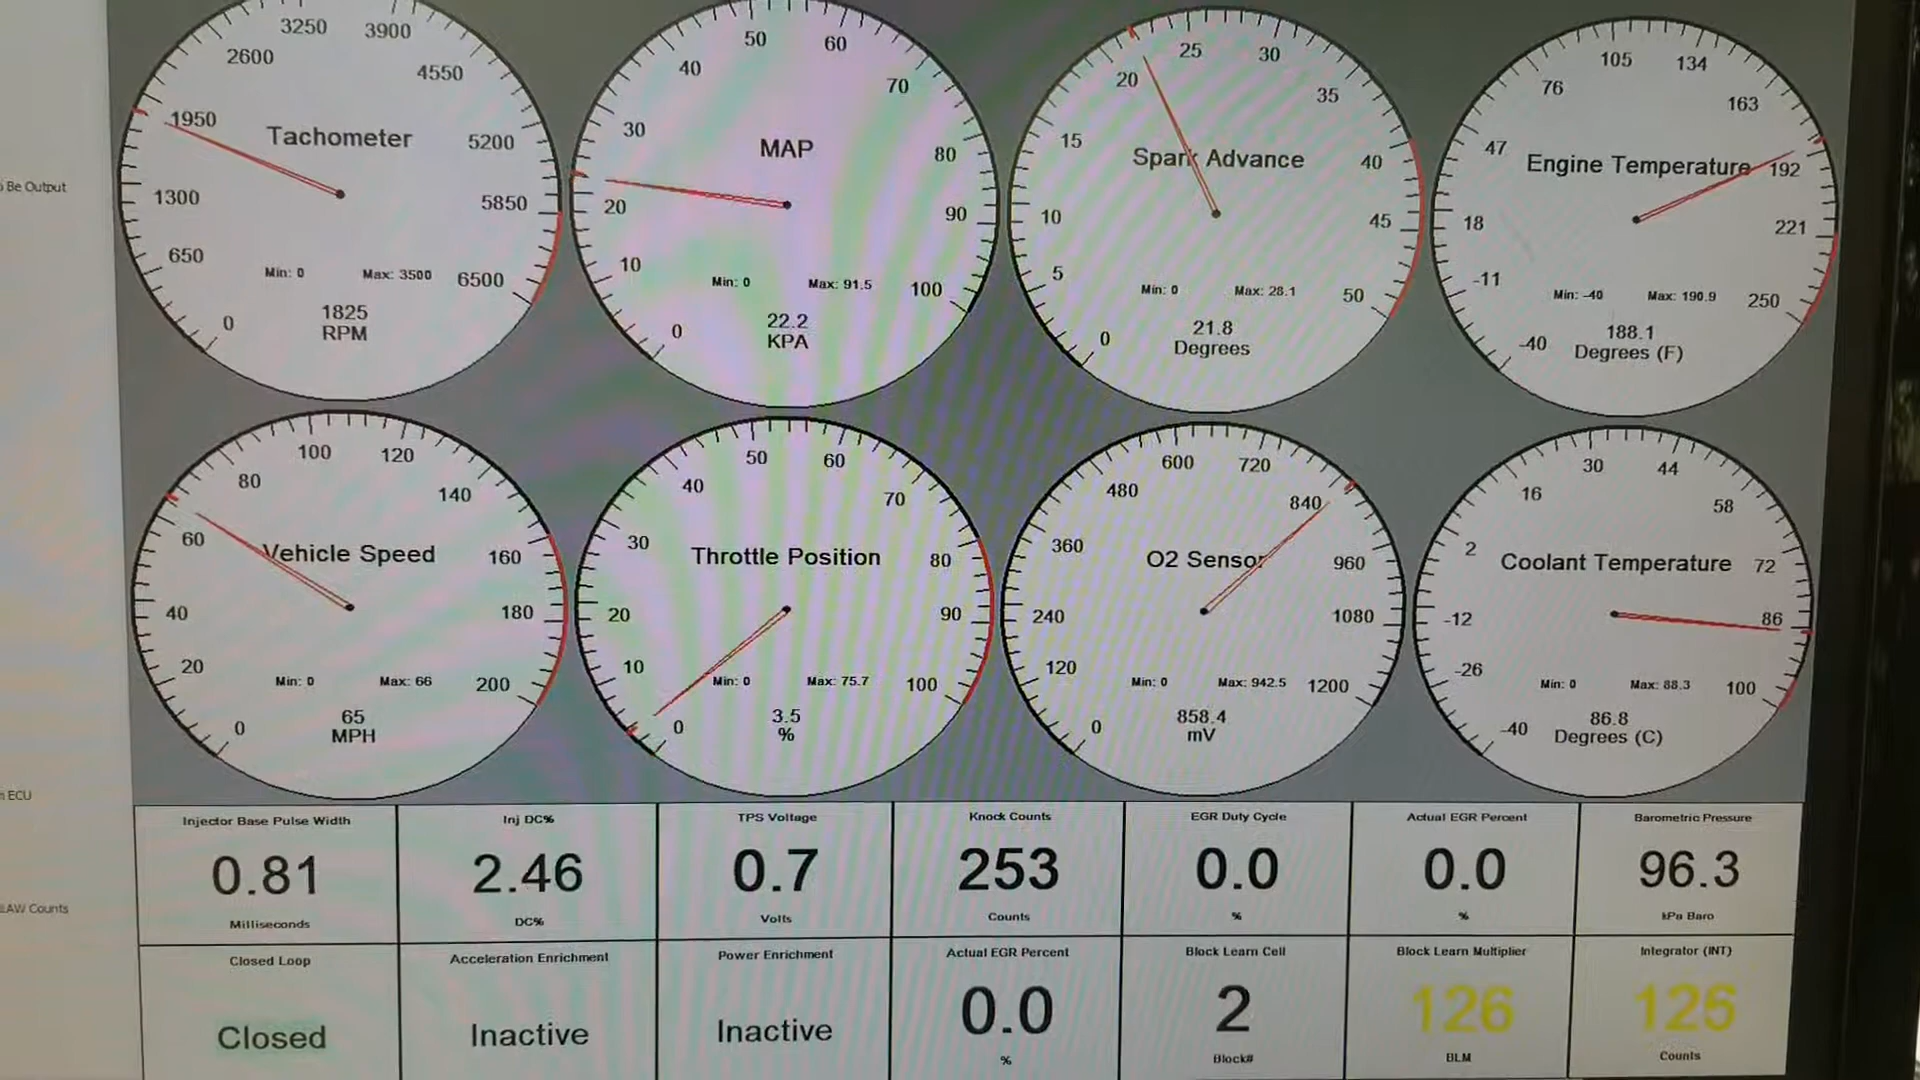 3250 3900
2600 4550
1950 5200
Tachometer
1300 5850
650 6500
Min: 0 Max: 3500
0
1825
RPM
50 60
40 70
30 80
MAP
20 90
10 100
Min: 0 Max: 91.5
0
22.2
KPA
25 30
20 35
15 40
Spark Advance
10 45
5 50
Min: 0 Max: 28.1
0
21.8
Degrees
105 134
76 163
47 192
Engine Temperature
18 221
-11 250
Min: -40 Max: 190.9
-40
188.1
Degrees (F)
100 120
80 140
60 160
Vehicle Speed
40 180
20 200
Min: 0 Max: 66
0
65
MPH
50 60
40 70
30 80
Throttle Position
20 90
10 100
Min: 0 Max: 75.7
0
3.5
%
600 720
480 840
360 960
O2 Sensor
240 1080
120 1200
Min: 0 Max: 942.5
0
858.4
mV
30 44
16 58
2 72
Coolant Temperature
-12 86
-26 100
Min: 0 Max: 88.3
-40
86.8
Degrees (C)
Be Output
ECU
Counts
Injector Base Pulse Width
0.81
Milliseconds
Inj DC%
2.46
DC%
TPS Voltage
0.7
Volts
Knock Counts
253
Counts
EGR Duty Cycle
0.0
%
Actual EGR Percent
0.0
%
Barometric Pressure
96.3
kPa Baro
Closed Loop
Closed
Acceleration Enrichment
Inactive
Power Enrichment
Inactive
Actual EGR Percent
0.0
%
Block Learn Cell
2
Block#
Block Learn Multiplier
126
BLM
Integrator (INT)
Counts